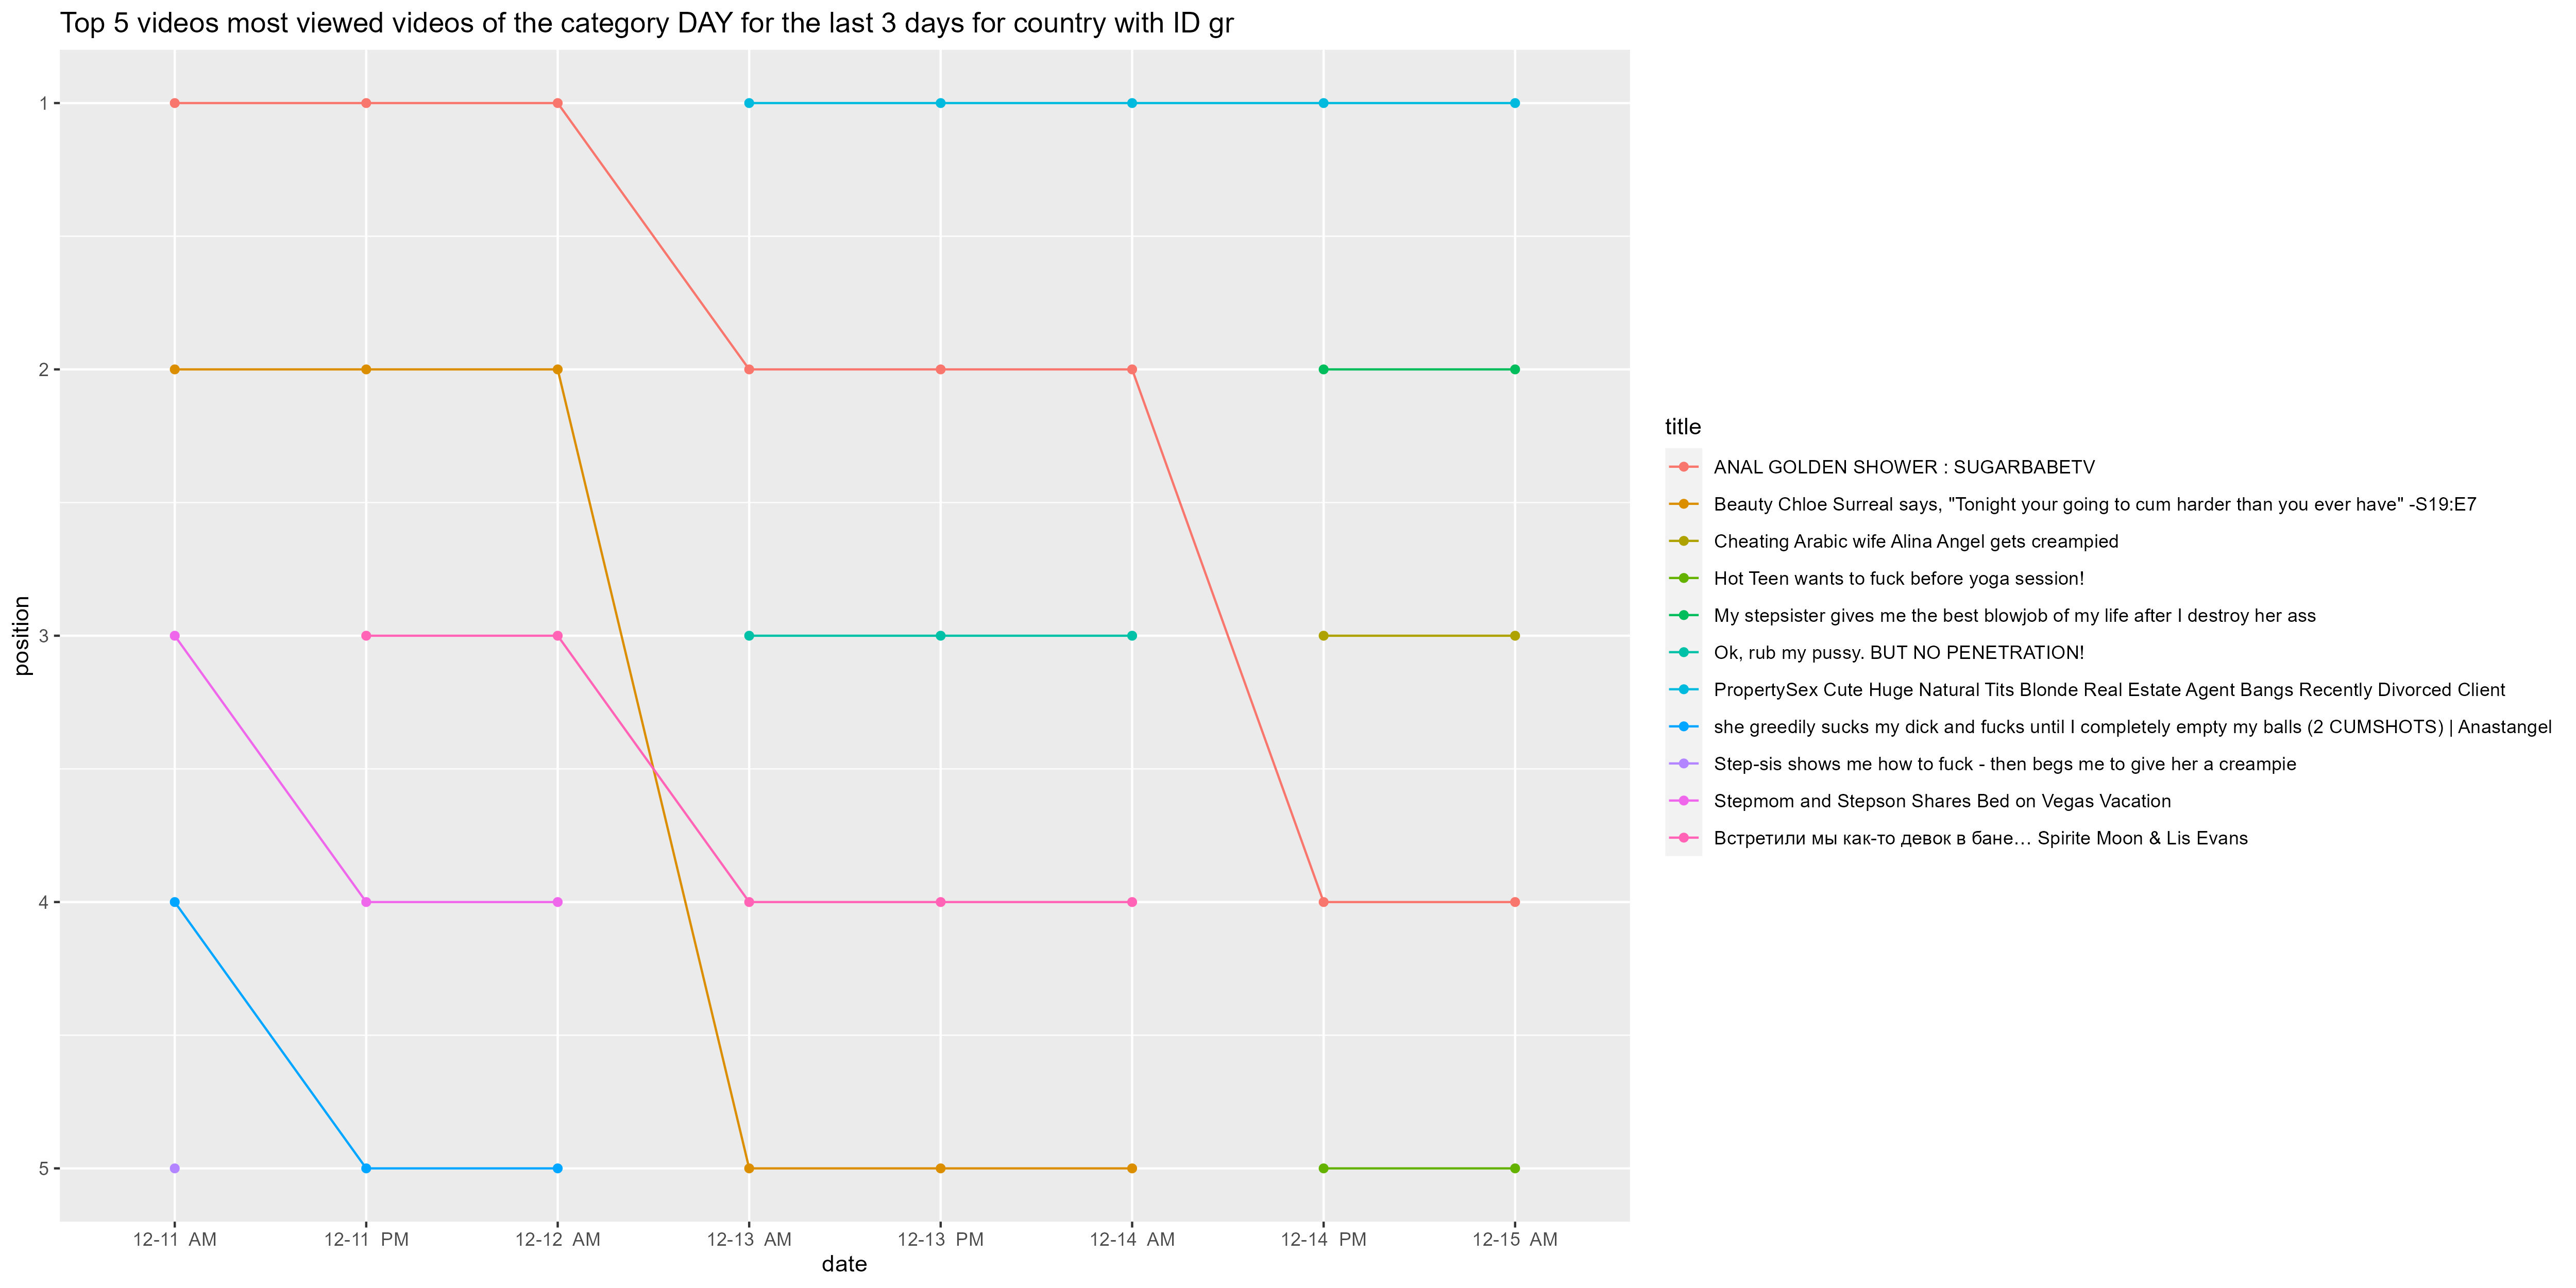 Top 5 videos most viewed videos of the category DAY for the last 3 days for country with ID gr
position
1
2
3
4
5
12-11 AM
12-11 PM
12-12 AM
12-13 AM
12-13 PM
12-14 AM
12-14 PM
12-15 AM
date
title
ANAL GOLDEN SHOWER : SUGARBABETV
Beauty Chloe Surreal says, "Tonight your going to cum harder than you ever have" -S19:E7
Cheating Arabic wife Alina Angel gets creampied
Hot Teen wants to fuck before yoga session!
My stepsister gives me the best blowjob of my life after I destroy her ass
Ok, rub my pussy. BUT NO PENETRATION!
PropertySex Cute Huge Natural Tits Blonde Real Estate Agent Bangs Recently Divorced Client
she greedily sucks my dick and fucks until I completely empty my balls (2 CUMSHOTS) | Anastangel
Step-sis shows me how to fuck - then begs me to give her a creampie
Stepmom and Stepson Shares Bed on Vegas Vacation
Встретили мы как-то девок в бане… Spirite Moon & Lis Evans